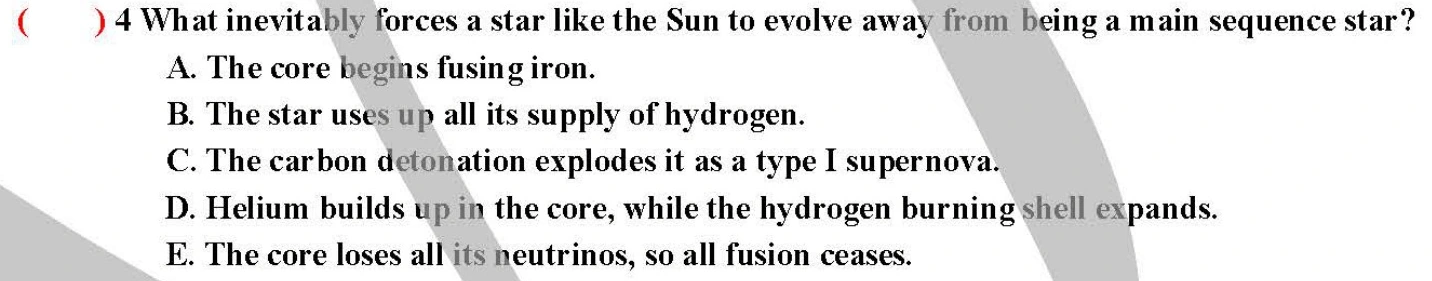 ( ) 4 What inevitably forces a star like the Sun to evolve away from being a main sequence star?
A. The core begins fusing iron.
B. The star uses up all its supply of hydrogen.
C. The carbon detonation explodes it as a type I supernova.
D. Helium builds up in the core, while the hydrogen burning shell expands.
E. The core loses all its neutrinos, so all fusion ceases.